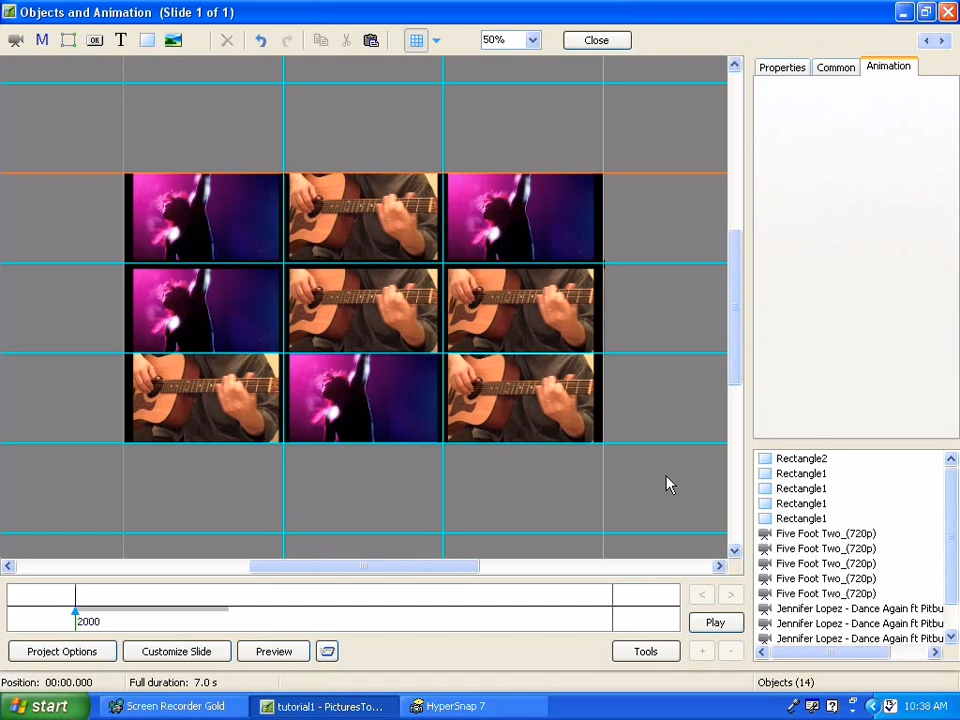 Objects and Animation (Slide 1 of 1)
M
OK
T
50%
Close
Properties
Common
Animation
Rectangle2
Rectangle1
Rectangle1
Rectangle1
Rectangle1
Five Foot Two_(720p)
Five Foot Two_(720p)
Five Foot Two_(720p)
Five Foot Two_(720p)
Five Foot Two_(720p)
Jennifer Lopez - Dance Again ft Pitbu
Jennifer Lopez - Dance Again ft Pitbu
Jennifer Lopez - Dance Again ft Pitbu
2000
< >
Play
Project Options
Customize Slide
Preview
Tools
+ -
Position: 00:00.000
Full duration: 7.0 s
Objects (14)
start
Screen Recorder Gold
tutorial1 - PicturesTo...
HyperSnap 7
10:38 AM